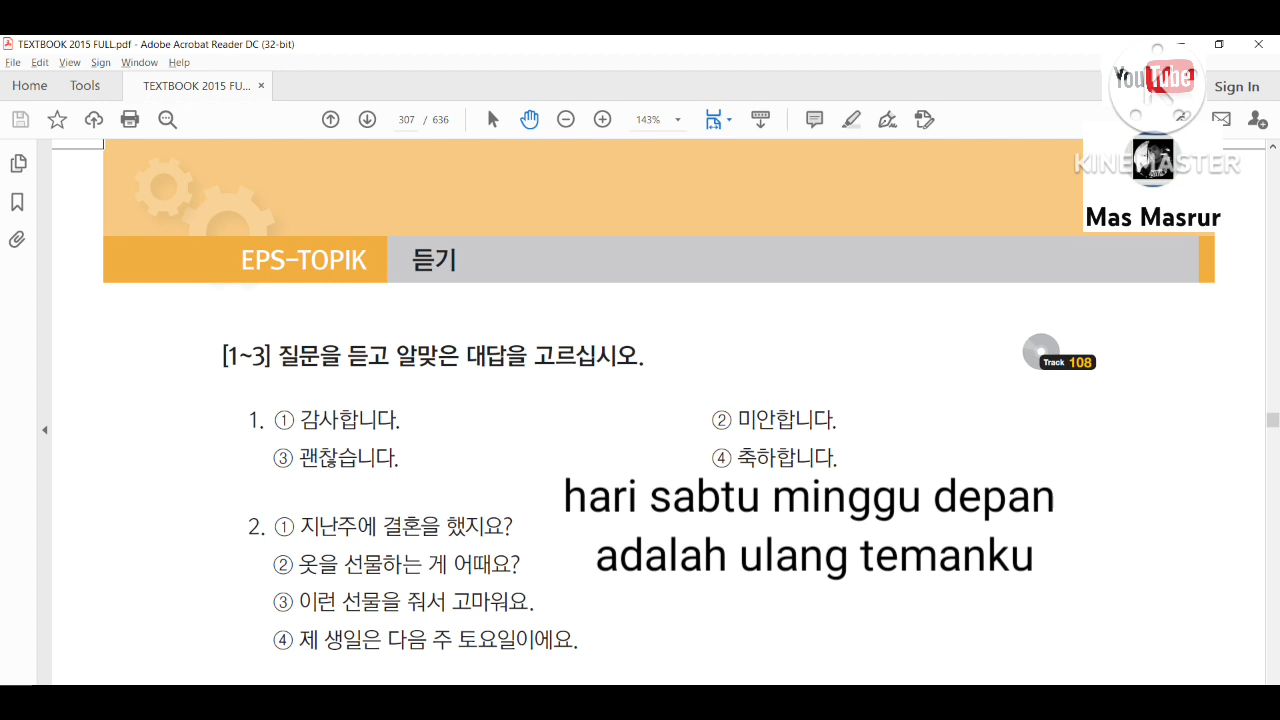 TEXTBOOK 2015 FULL.pdf - Adobe Acrobat Reader DC (32-bit)
File Edit View Sign Window Help
Home Tools TEXTBOOK 2015 FU... × Sign In
307 / 636 143%
YouTube
KINEMASTER
Mas Masrur
EPS-TOPIK 듣기
[1~3] 질문을 듣고 알맞은 대답을 고르십시오.
Track 108
1. ① 감사합니다. ② 미안합니다.
③ 괜찮습니다. ④ 축하합니다.
hari sabtu minggu depan
adalah ulang temanku
2. ① 지난주에 결혼을 했지요?
② 옷을 선물하는 게 어때요?
③ 이런 선물을 줘서 고마워요.
④ 제 생일은 다음 주 토요일이에요.